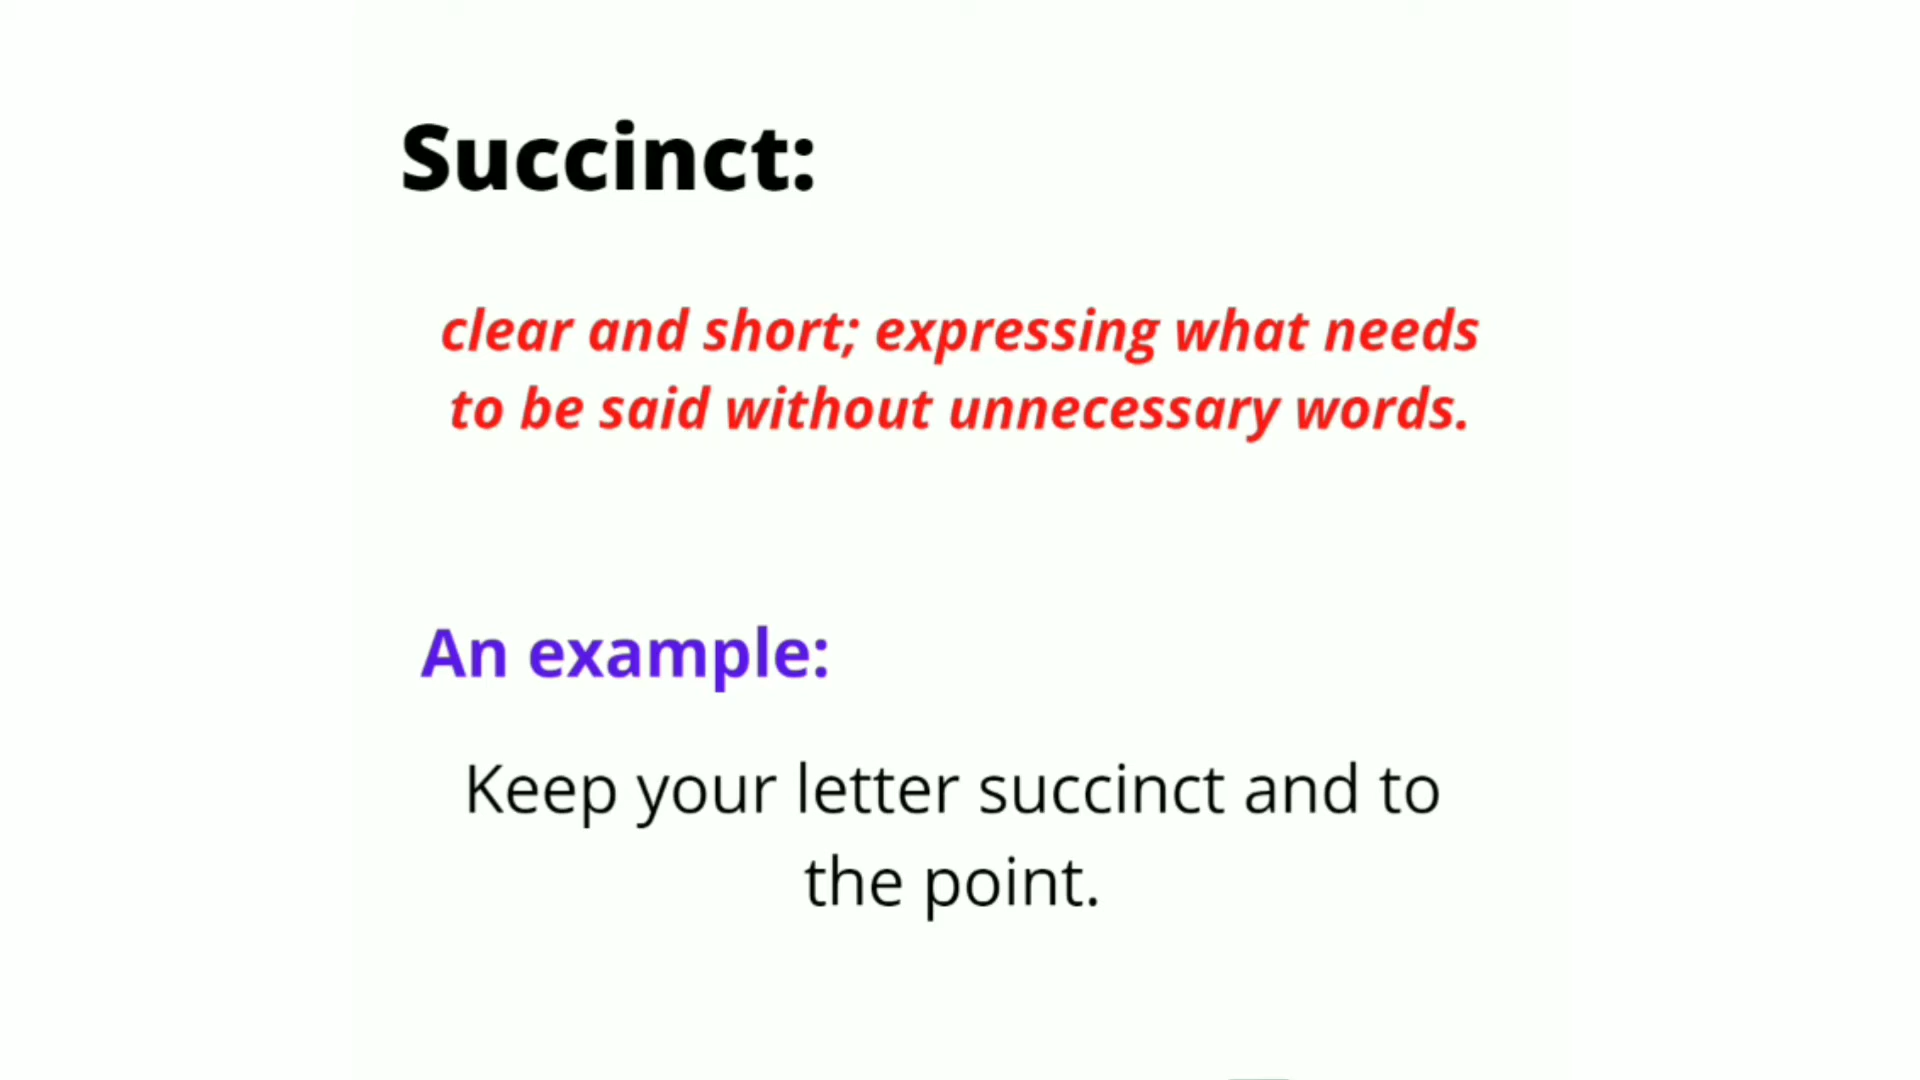 Succinct:
clear and short; expressing what needs
to be said without unnecessary words.
An example:
Keep your letter succinct and to
the point.